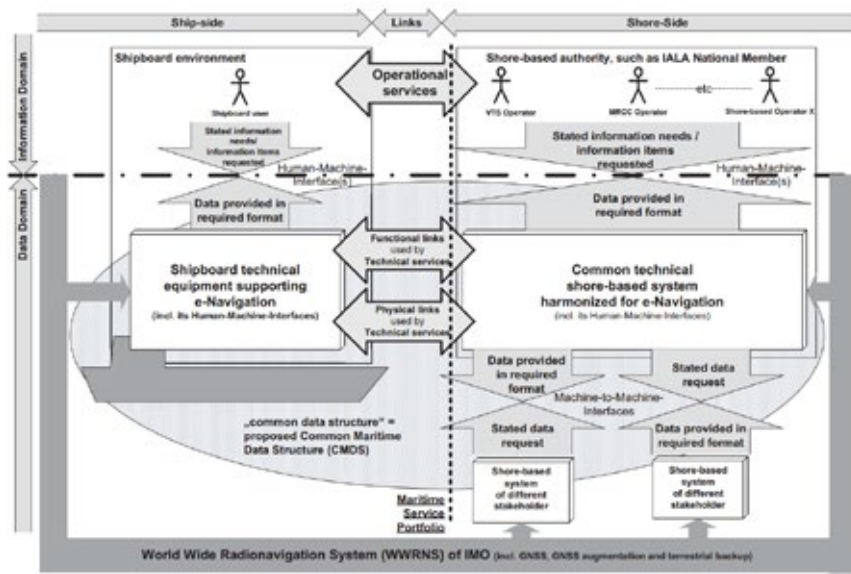 Ship-side
Links
Shore-Side
Information Domain
Data Domain
Shipboard environment
Shipboard user
Stated information
needs/
information items
requested
Human-Machine-
Interface(s)
Data provided in
required format
Shipboard technical
equipment supporting
e-Navigation
(incl. its Human-Machine-Interfaces)
Operational
services
Functional links
used by
Technical services
Physical links
used by
Technical services
Shore-based authority, such as IALA National Member
VTS Operator
MRCC Operator
etc
Shore-based Operator X
Stated information needs /
information items
requested
Human-Machine-
Interface(s)
Data provided in
required format
Common technical
shore-based system
harmonized for e-Navigation
(incl. its Human-Machine-Interfaces)
Data provided
in required
format
Stated data
request
Machine-to-Machine-
Interfaces
Stated data
request
Data provided in
required format
Shore-based
system
of different
stakeholder
Shore-based
system
of different
stakeholder
„common data structure“ =
proposed Common Maritime
Data Structure (CMDS)
Maritime
Service
Portfolio
World Wide Radionavigation System (WWRNS) of IMO (incl. GNSS, GNSS augmentation and terrestrial backup)